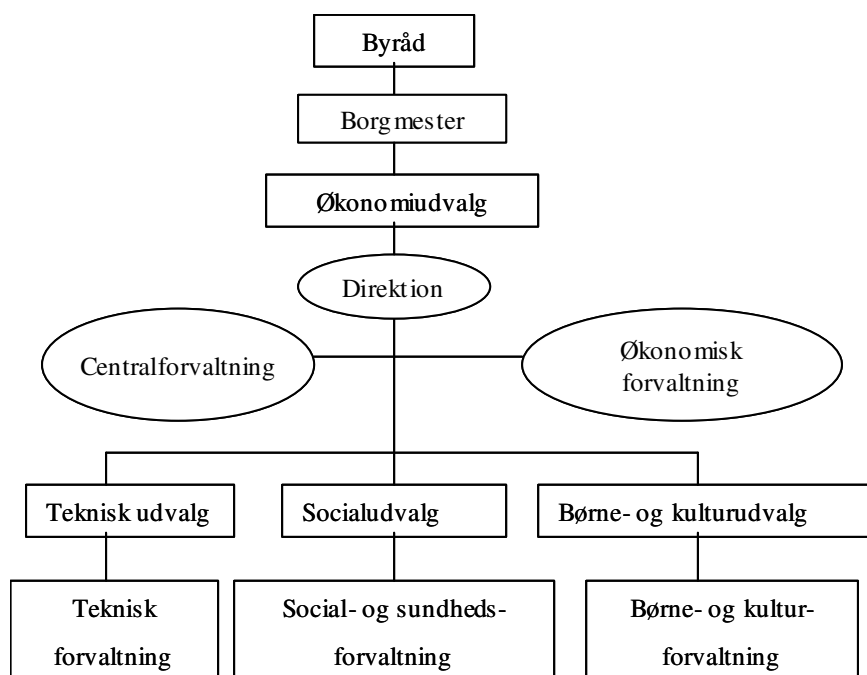 Byråd
Borgmester
Økonomiudvalg
Direktion
Centralforvaltning
Økonomisk
forvaltning
Teknisk udvalg
Socialudvalg
Børne- og kulturudvalg
Teknisk
forvaltning
Social- og sundheds-
forvaltning
Børne- og kultur-
forvaltning